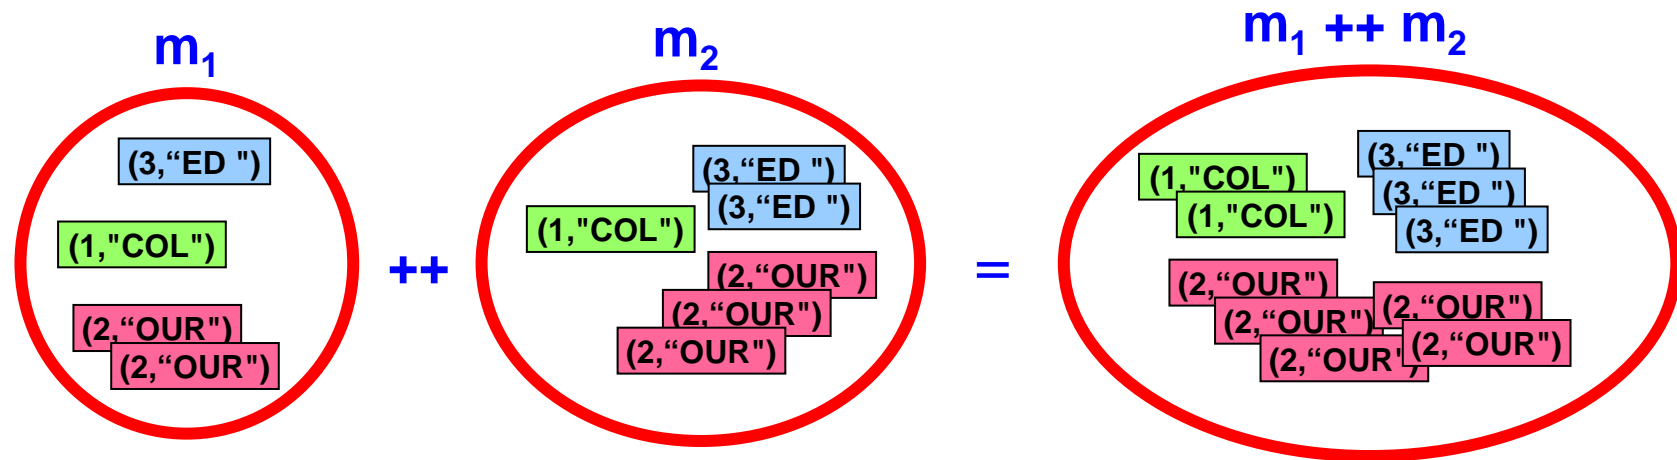 m1
(3,“ED ")
(1,"COL")
(2,“OUR")
(2,“OUR")
++
m2
(3,“ED ")
(3,“ED ")
(1,"COL")
(2,“OUR")
(2,“OUR")
(2,“OUR")
=
m1 ++ m2
(1,"COL")
(1,"COL")
(3,“ED ")
(3,“ED ")
(3,“ED ")
(2,“OUR")
(2,“OUR")
(2,“OUR")
(2,“OUR")
(2,“OUR")